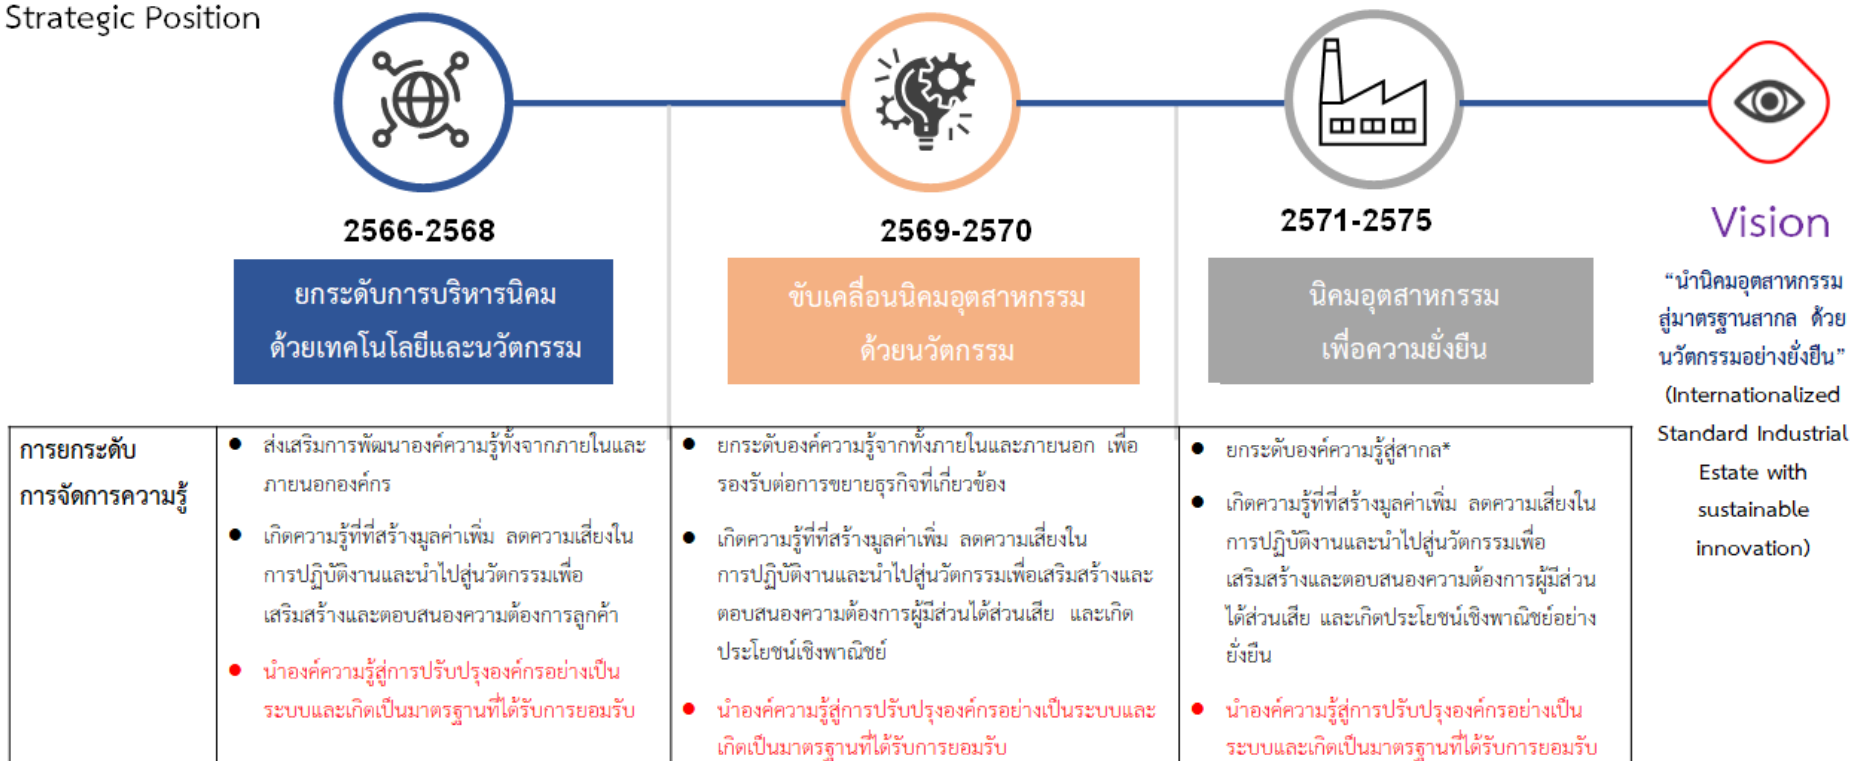 Strategic Position
2566-2568
ยกระดับการบริหารนิคม
ด้วยเทคโนโลยีและนวัตกรรม
2569-2570
ขับเคลื่อนนิคมอุตสาหกรรม
ด้วยนวัตกรรม
2571-2575
นิคมอุตสาหกรรม
เพื่อความยั่งยืน
Vision
“นำนิคมอุตสาหกรรม
สู่มาตรฐานสากล ด้วย
นวัตกรรมอย่างยั่งยืน”
(Internationalized
Standard Industrial
Estate with
sustainable
innovation)
การยกระดับ
การจัดการความรู้
● ส่งเสริมการพัฒนาองค์ความรู้ทั้งจากภายในและ
ภายนอกองค์กร
● เกิดความรู้ที่ที่สร้างมูลค่าเพิ่ม ลดความเสี่ยงใน
การปฏิบัติงานและนำไปสู่นวัตกรรมเพื่อ
เสริมสร้างและตอบสนองความต้องการลูกค้า
● นำองค์ความรู้สู่การปรับปรุงองค์กรอย่างเป็น
ระบบและเกิดเป็นมาตรฐานที่ได้รับการยอมรับ
● ยกระดับองค์ความรู้จากทั้งภายในและภายนอก เพื่อ
รองรับต่อการขยายธุรกิจที่เกี่ยวข้อง
● เกิดความรู้ที่ที่สร้างมูลค่าเพิ่ม ลดความเสี่ยงใน
การปฏิบัติงานและนำไปสู่นวัตกรรมเพื่อเสริมสร้างและ
ตอบสนองความต้องการผู้มีส่วนได้ส่วนเสีย และเกิด
ประโยชน์เชิงพาณิชย์
● นำองค์ความรู้สู่การปรับปรุงองค์กรอย่างเป็นระบบและ
เกิดเป็นมาตรฐานที่ได้รับการยอมรับ
● ยกระดับองค์ความรู้สู่สากล*
● เกิดความรู้ที่ที่สร้างมูลค่าเพิ่ม ลดความเสี่ยงใน
การปฏิบัติงานและนำไปสู่นวัตกรรมเพื่อ
เสริมสร้างและตอบสนองความต้องการผู้มีส่วน
ได้ส่วนเสีย และเกิดประโยชน์เชิงพาณิชย์อย่าง
ยั่งยืน
● นำองค์ความรู้สู่การปรับปรุงองค์กรอย่างเป็น
ระบบและเกิดเป็นมาตรฐานที่ได้รับการยอมรับ